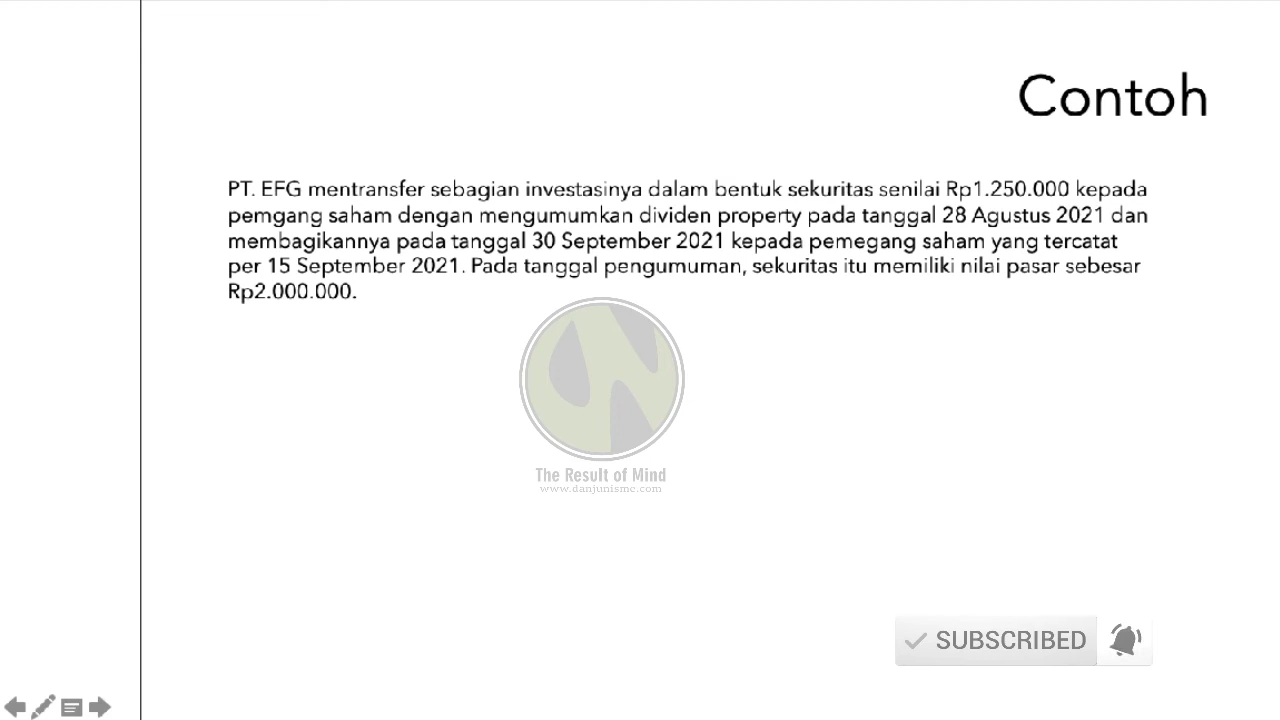 Contoh
PT. EFG mentransfer sebagian investasinya dalam bentuk sekuritas senilai Rp1.250.000 kepada
pemgang saham dengan mengumumkan dividen property pada tanggal 28 Agustus 2021 dan
membagikannya pada tanggal 30 September 2021 kepada pemegang saham yang tercatat
per 15 September 2021. Pada tanggal pengumuman, sekuritas itu memiliki nilai pasar sebesar
Rp2.000.000.
The Result of Mind
www.danjunisme.com
SUBSCRIBED